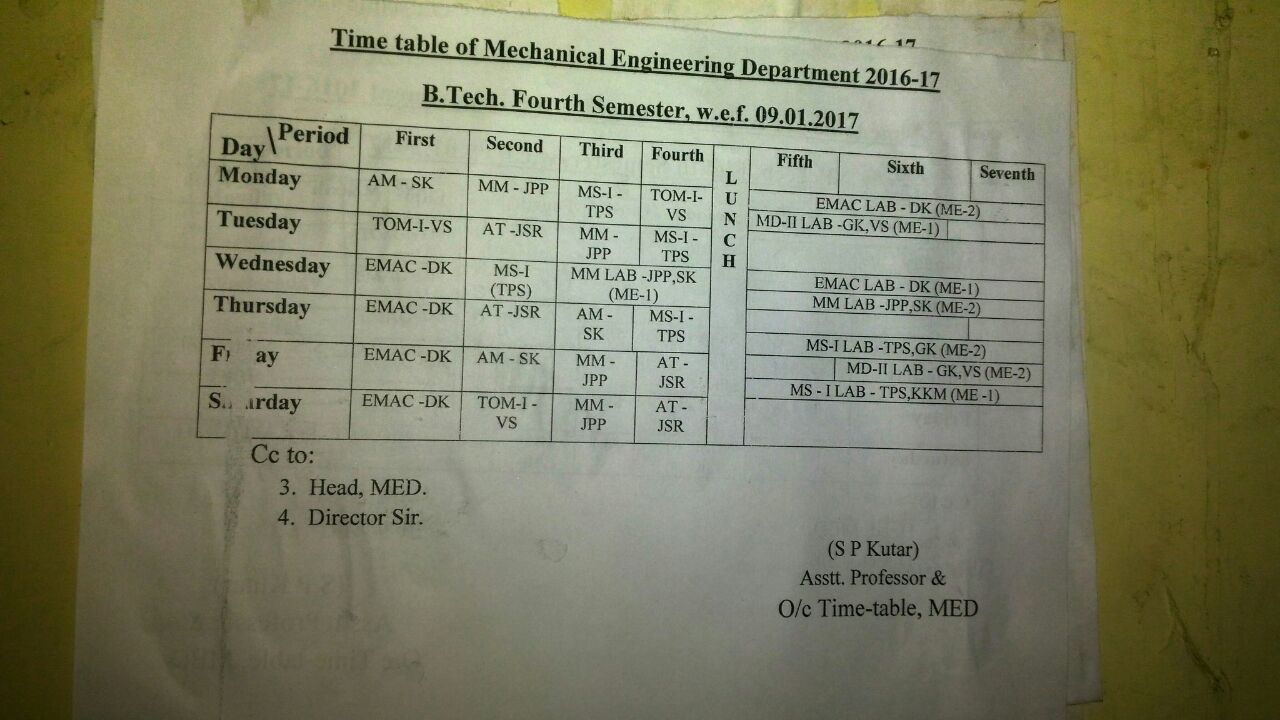 2016-17
Time table of Mechanical Engineering Department 2016-17
B.Tech. Fourth Semester, w.e.f. 09.01.2017
Day\Period First Second Third Fourth LUNCH Fifth Sixth Seventh
Monday AM - SK MM - JPP MS-I - TPS TOM-I- VS EMAC LAB - DK (ME-2)
MD-II LAB -GK,VS (ME-1)
Tuesday TOM-I-VS AT -JSR MM - JPP MS-I - TPS
Wednesday EMAC -DK MS-I (TPS) MM LAB -JPP,SK (ME-1) EMAC LAB - DK (ME-1)
MM LAB -JPP,SK (ME-2)
Thursday EMAC -DK AT -JSR AM - SK MS-I - TPS
MS-I LAB -TPS,GK (ME-2)
Friday EMAC -DK AM - SK MM - JPP AT - JSR MD-II LAB - GK,VS (ME-2)
MS - I LAB - TPS,KKM (ME -1)
Saturday EMAC -DK TOM-I - VS MM - JPP AT - JSR
Cc to:
3. Head, MED.
4. Director Sir.
(S P Kutar)
Asstt. Professor &
O/c Time-table, MED